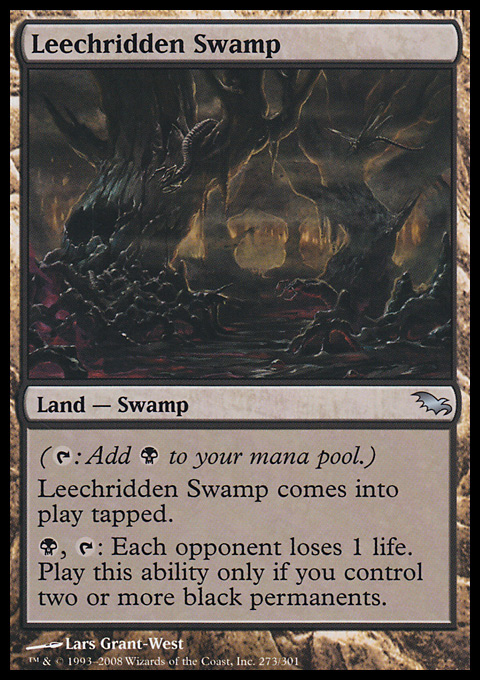 Leechridden Swamp
Land — Swamp
( : Add to your mana pool.)
Leechridden Swamp comes into
play tapped.
, : Each opponent loses 1 life.
Play this ability only if you control
two or more black permanents.
Lars Grant-West
™ & © 1993–2008 Wizards of the Coast, Inc. 273/301